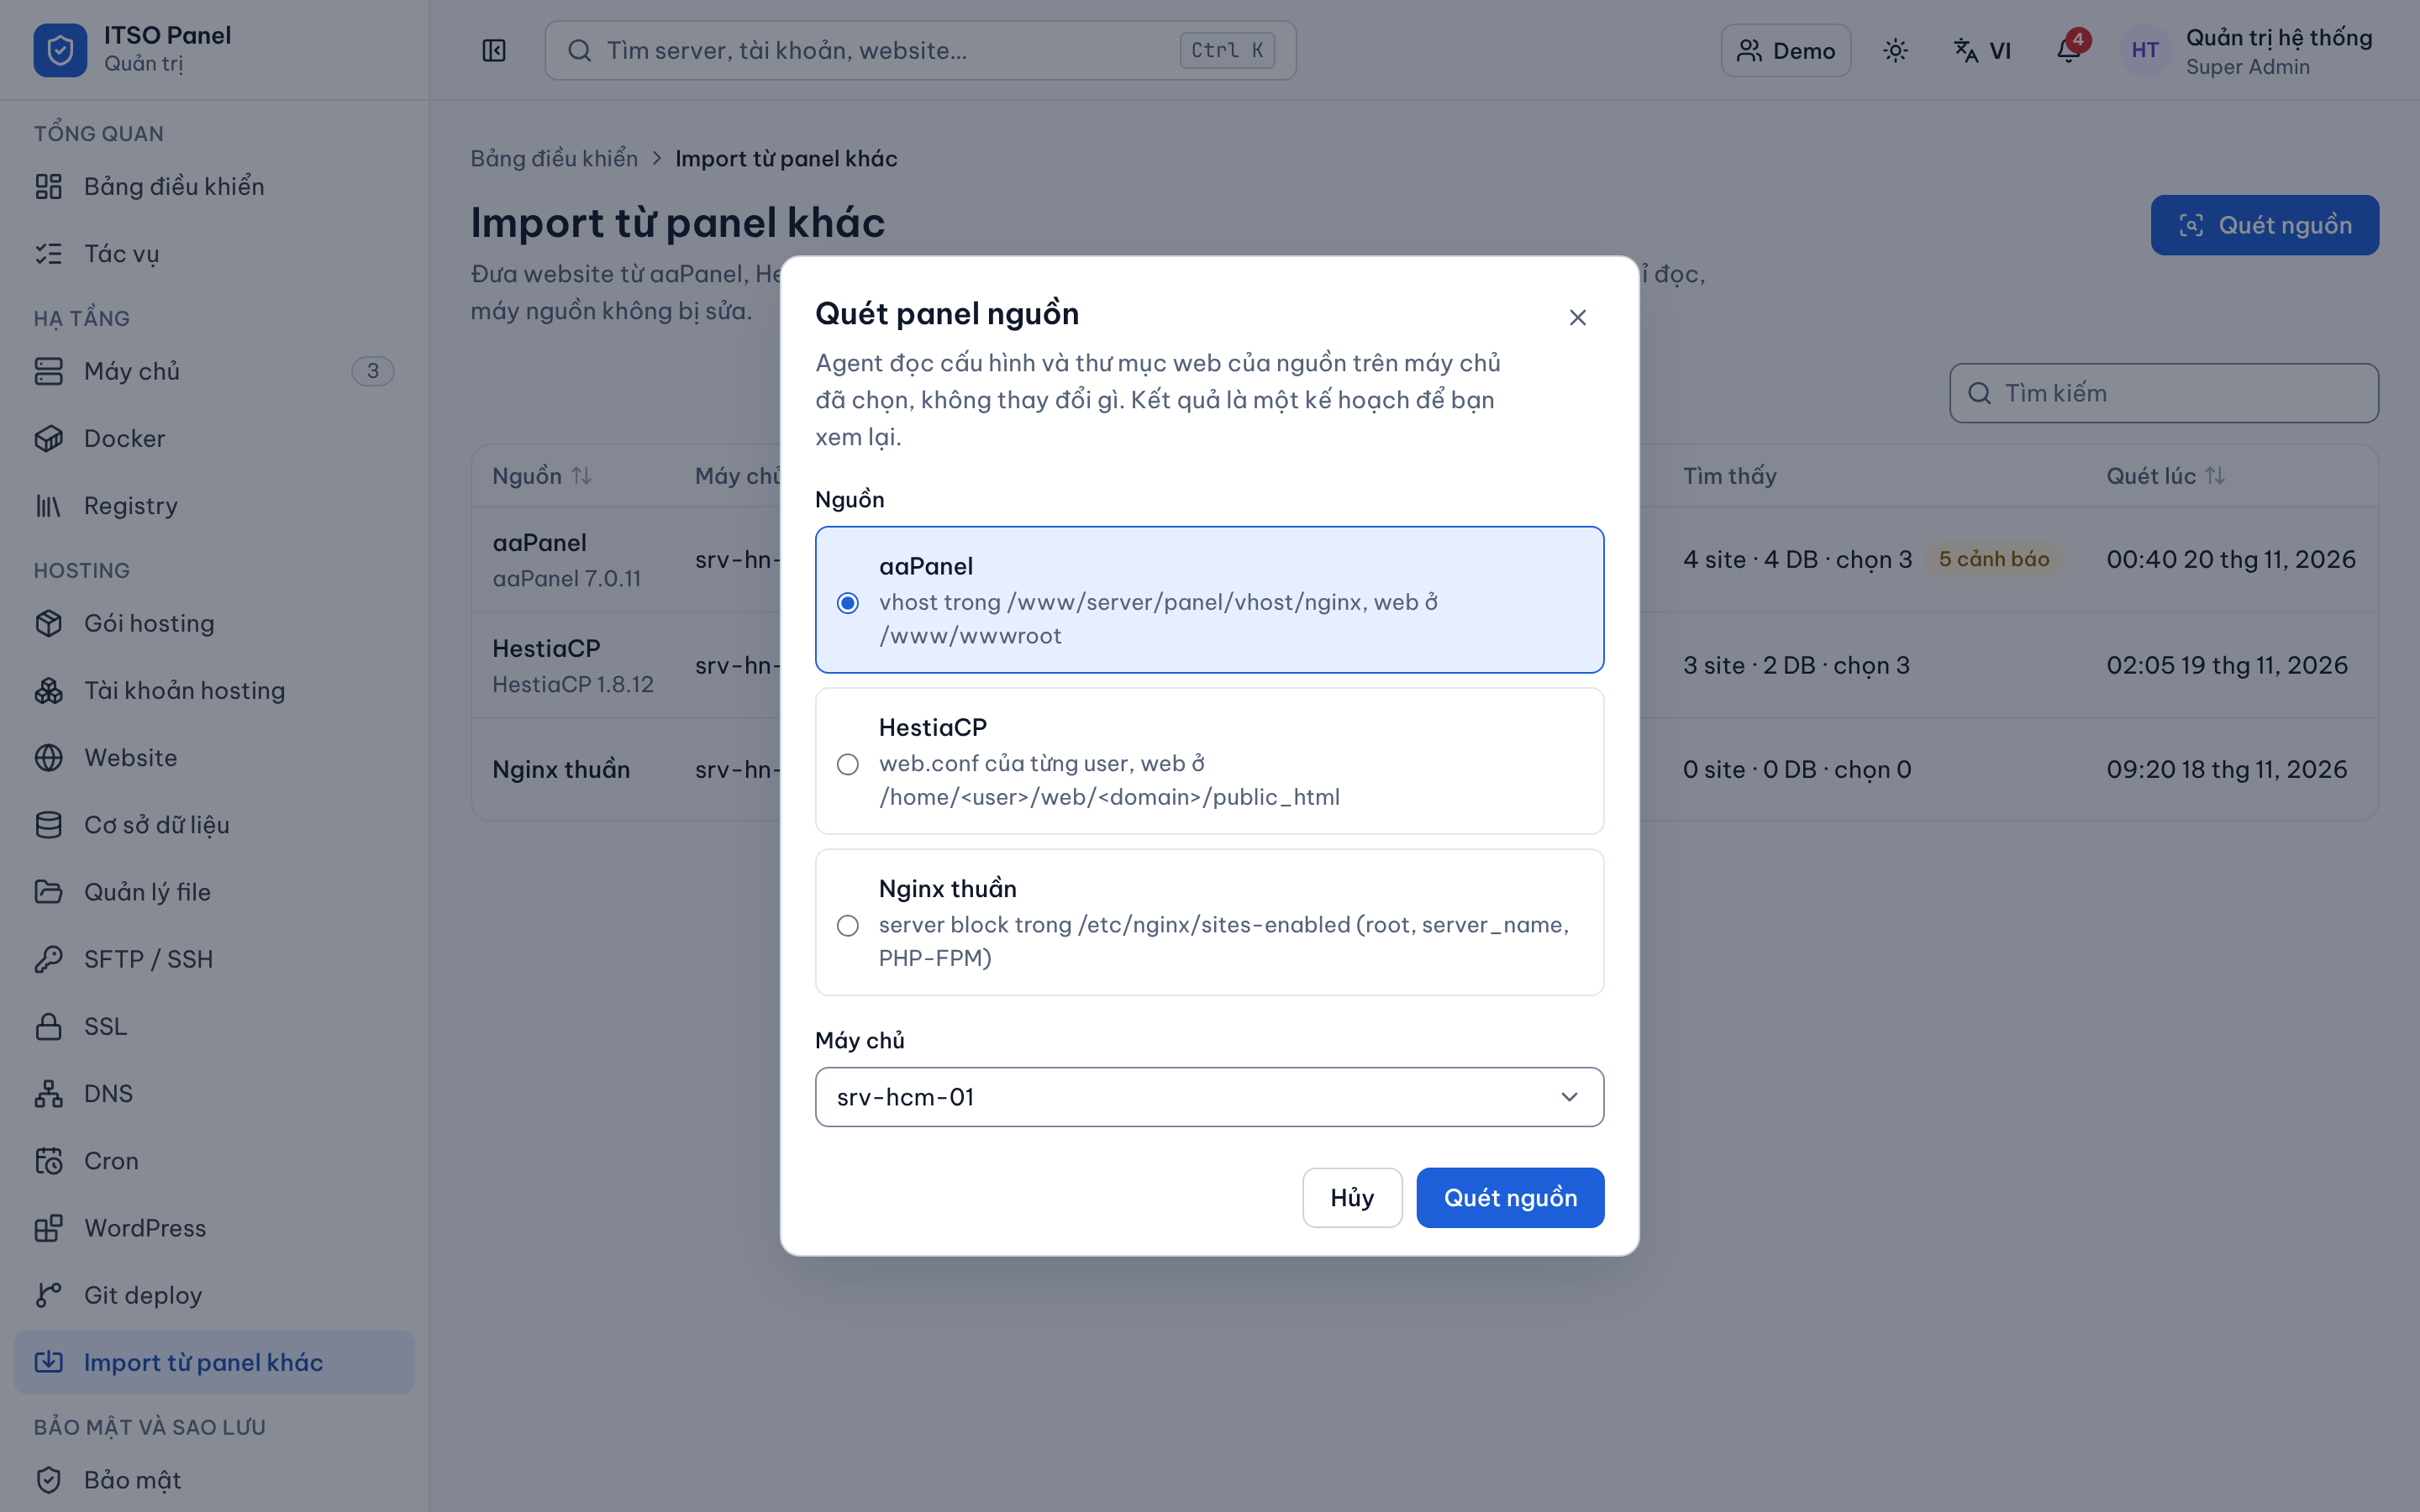 ITSO Panel
Quản trị
Tìm server, tài khoản, website...
Ctrl K
Demo
VI
4
HT
Quản trị hệ thống
Super Admin
TỔNG QUAN
Bảng điều khiển
Tác vụ
HẠ TẦNG
Máy chủ
3
Docker
Registry
HOSTING
Gói hosting
Tài khoản hosting
Website
Cơ sở dữ liệu
Quản lý file
SFTP / SSH
SSL
DNS
Cron
WordPress
Git deploy
Import từ panel khác
BẢO MẬT VÀ SAO LƯU
Bảo mật
Bảng điều khiển > Import từ panel khác
Import từ panel khác
Quét nguồn
Đưa website từ aaPanel, He
ỉ đọc,
máy nguồn không bị sửa.
Tìm kiếm
Nguồn
Máy chủ
Tìm thấy
Quét lúc
aaPanel
aaPanel 7.0.11
srv-hn-
4 site · 4 DB · chọn 3
5 cảnh báo
00:40 20 thg 11, 2026
HestiaCP
HestiaCP 1.8.12
srv-hn-
3 site · 2 DB · chọn 3
02:05 19 thg 11, 2026
Nginx thuần
srv-hn-
0 site · 0 DB · chọn 0
09:20 18 thg 11, 2026
Quét panel nguồn
Agent đọc cấu hình và thư mục web của nguồn trên máy chủ
đã chọn, không thay đổi gì. Kết quả là một kế hoạch để bạn
xem lại.
Nguồn
aaPanel
vhost trong /www/server/panel/vhost/nginx, web ở
/www/wwwroot
HestiaCP
web.conf của từng user, web ở
/home/<user>/web/<domain>/public_html
Nginx thuần
server block trong /etc/nginx/sites-enabled (root, server_name,
PHP-FPM)
Máy chủ
srv-hcm-01
Hủy
Quét nguồn